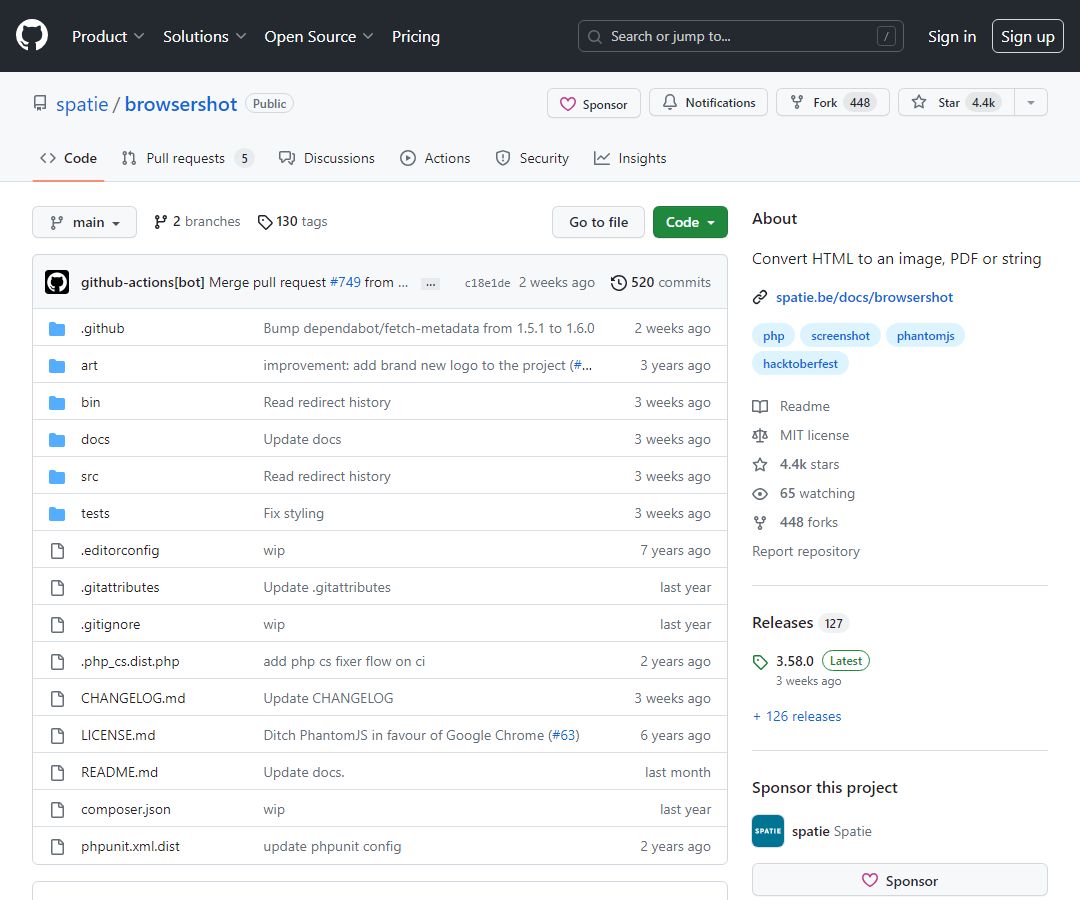 Product Solutions Open Source Pricing Search or jump to... / Sign in Sign up
spatie / browsershot Public Sponsor Notifications Fork 448 Star 4.4k
Code Pull requests 5 Discussions Actions Security Insights
main 2 branches 130 tags Go to file Code
github-actions[bot] Merge pull request #749 from ... ... c18e1de 2 weeks ago 520 commits
.github Bump dependabot/fetch-metadata from 1.5.1 to 1.6.0 2 weeks ago
art improvement: add brand new logo to the project (#... 3 years ago
bin Read redirect history 3 weeks ago
docs Update docs 3 weeks ago
src Read redirect history 3 weeks ago
tests Fix styling 3 weeks ago
.editorconfig wip 7 years ago
.gitattributes Update .gitattributes last year
.gitignore wip last year
.php_cs.dist.php add php cs fixer flow on ci 2 years ago
CHANGELOG.md Update CHANGELOG 3 weeks ago
LICENSE.md Ditch PhantomJS in favour of Google Chrome (#63) 6 years ago
README.md Update docs. last month
composer.json wip last year
phpunit.xml.dist update phpunit config 2 years ago
About
Convert HTML to an image, PDF or string
spatie.be/docs/browsershot
php screenshot phantomjs
hacktoberfest
Readme
MIT license
4.4k stars
65 watching
448 forks
Report repository
Releases 127
3.58.0 Latest
3 weeks ago
+ 126 releases
Sponsor this project
SPATIE spatie Spatie
Sponsor